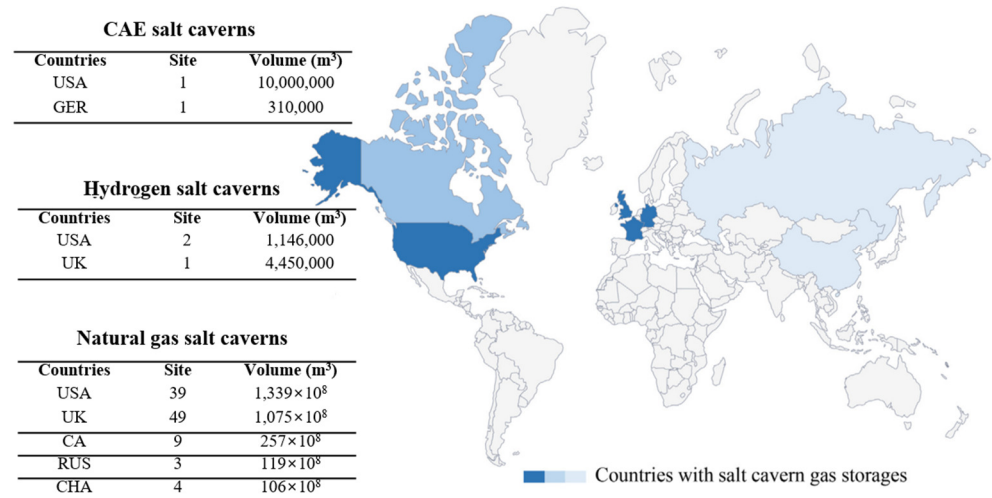 CAE salt caverns
Countries Site Volume (m³)
USA 1 10,000,000
GER 1 310,000
Hydrogen salt caverns
Countries Site Volume (m³)
USA 2 1,146,000
UK 1 4,450,000
Natural gas salt caverns
Countries Site Volume (m³)
USA 39 1,339×10⁸
UK 49 1,075×10⁸
CA 9 257×10⁸
RUS 3 119×10⁸
CHA 4 106×10⁸
Countries with salt cavern gas storages